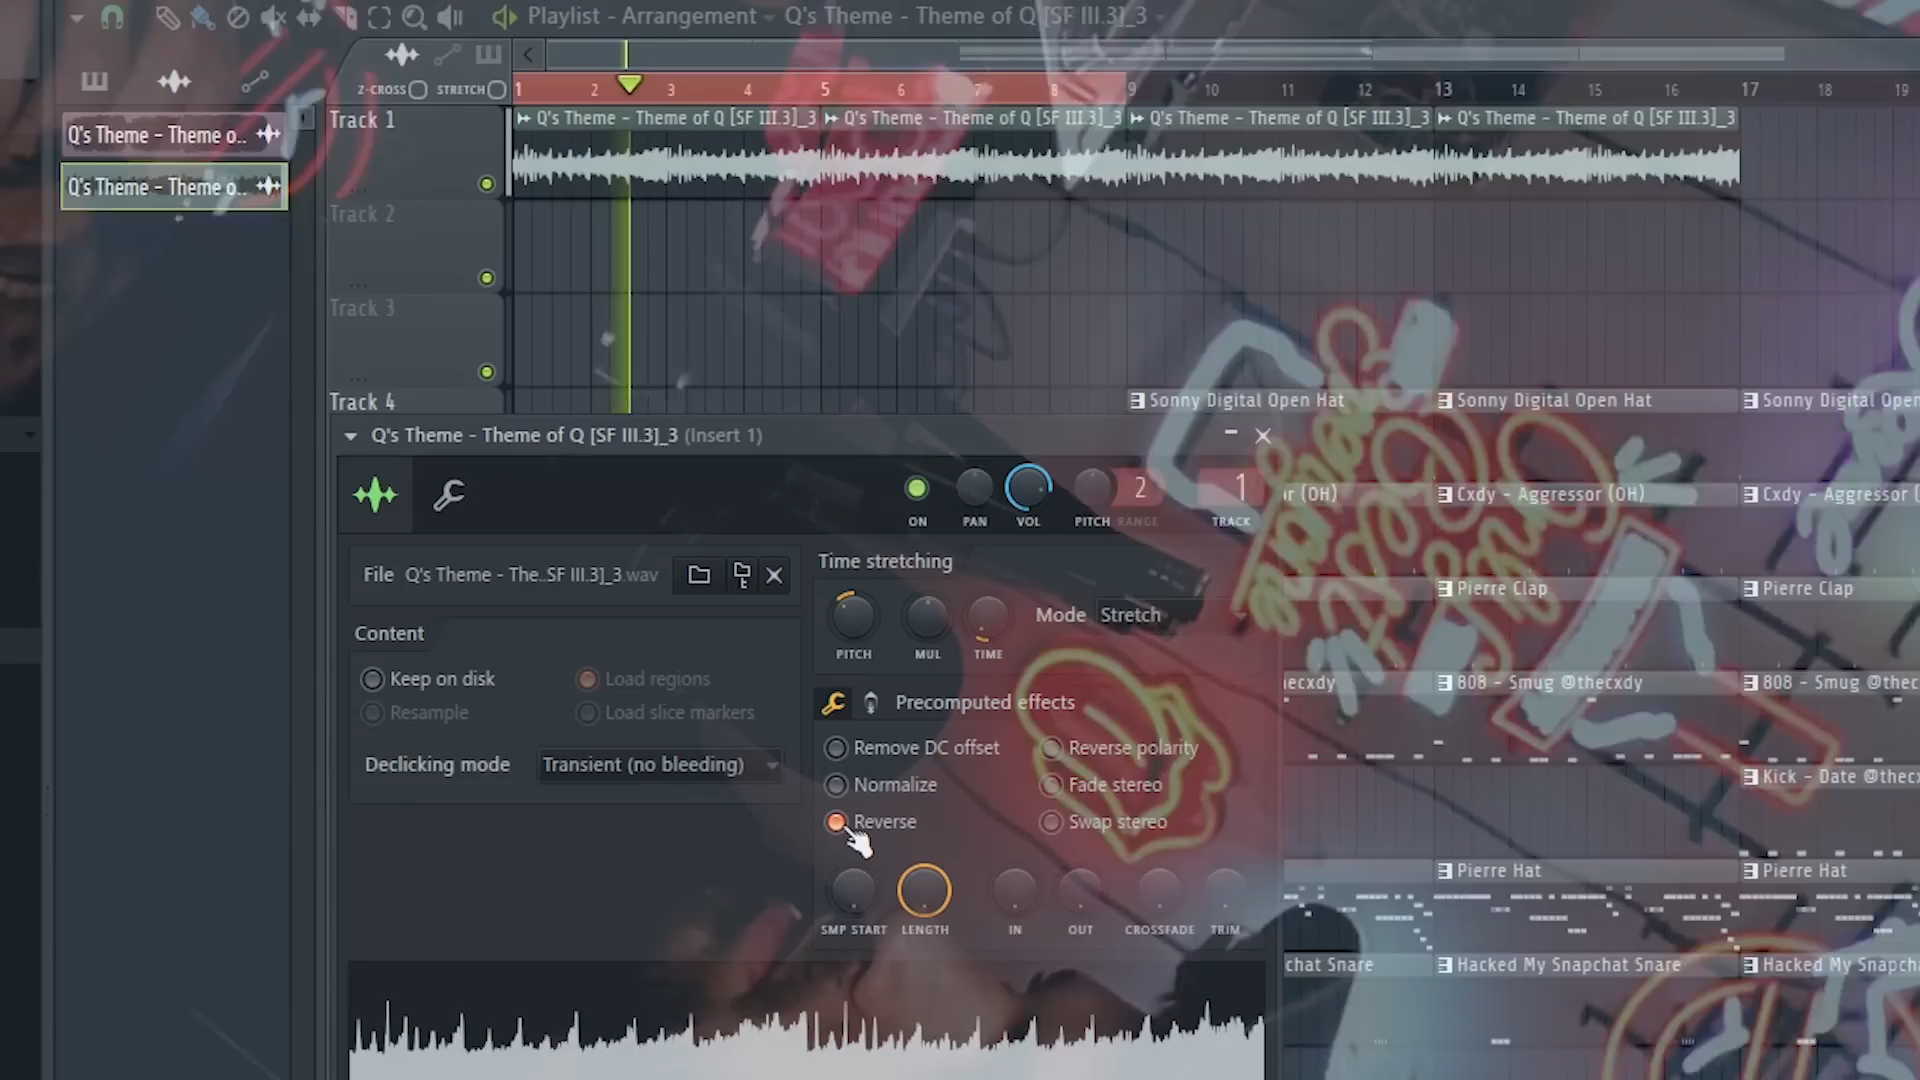 Playlist - Arrangement Q's Theme - Theme of Q [SF III.3]_3
Z-CROSS STRETCH 1 2 3 4 5 6 7 8 9 10 11 12 13 14 15 16 17 18 19
Q's Theme - Theme o..
Q's Theme - Theme o..
Track 1
Q's Theme - Theme of Q [SF III.3]_3 Q's Theme - Theme of Q [SF III.3]_3 Q's Theme - Theme of Q [SF III.3]_3 Q's Theme - Theme of Q [SF III.3]_3
Track 2
Track 3
Track 4
Sonny Digital Open Hat Sonny Digital Open Hat Sonny Digital Open
Q's Theme - Theme of Q [SF III.3]_3 (Insert 1)
r (OH) Cxdy - Aggressor (OH) Cxdy - Aggressor (
2 1
ON PAN VOL PITCH RANGE TRACK
File Q's Theme - The..SF III.3]_3.wav
Time stretching
Pierre Clap Pierre Clap
Mode Stretch
PITCH MUL TIME
Content
Keep on disk Load regions
Resample Load slice markers
Declicking mode Transient (no bleeding)
ecxdy 808 - Smug @thecxdy 808 - Smug @thec
Precomputed effects
Remove DC offset Reverse polarity
Normalize Fade stereo
Reverse Swap stereo
Kick - Date @thecx
SMP START LENGTH IN OUT CROSSFADE TRIM
Pierre Hat Pierre Hat
chat Snare Hacked My Snapchat Snare Hacked My Snapch